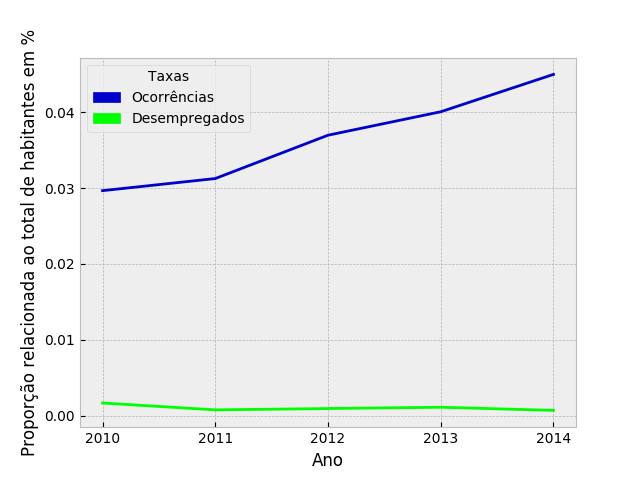 Proporção relacionada ao total de habitantes em %
Taxas
Ocorrências
Desempregados
0.04
0.03
0.02
0.01
0.00
2010 2011 2012 2013 2014
Ano